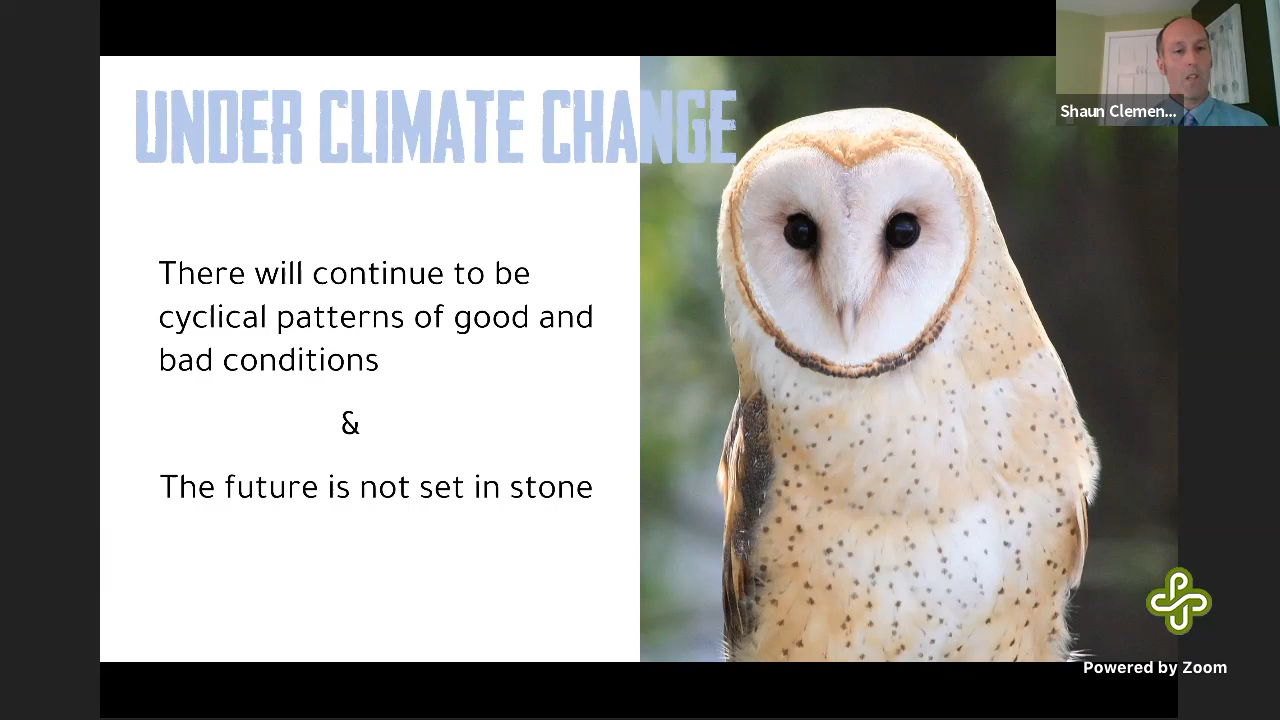 UNDER CLIMATE CHANGE
Shaun Clemen...
There will continue to be
cyclical patterns of good and
bad conditions
&
The future is not set in stone
Powered by Zoom